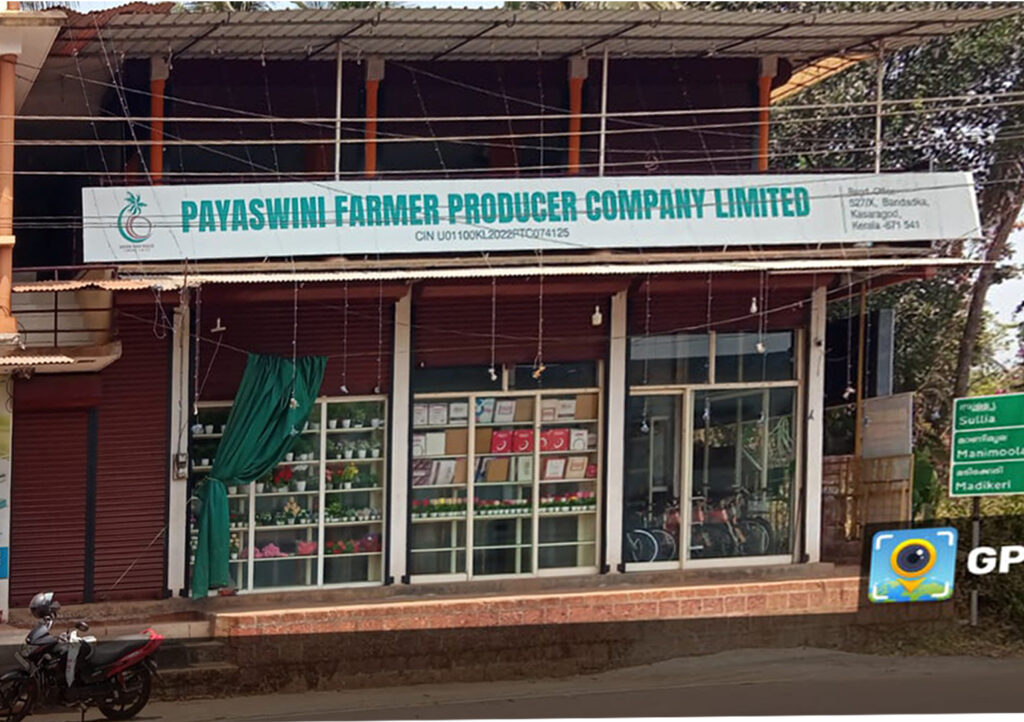 PAYASWINI FARMER PRODUCER COMPANY LIMITED
CIN U01100KL2022PTC074125
Regd. Office
527/X, Bandadka,
Kasaragod,
Kerala -671 541
Sullia
മാണിമൂല
Manimoola
മടിക്കേരി
Madikeri
GP